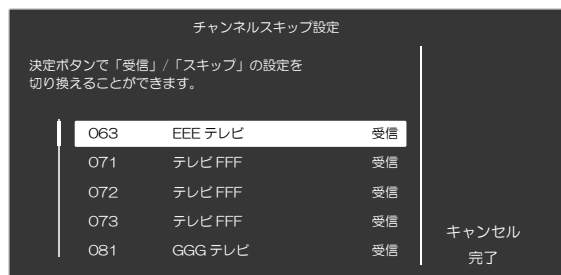 チャンネルスキップ設定
決定ボタンで「受信」/「スキップ」の設定を
切り換えることができます。
063 EEE テレビ 受信
071 テレビ FFF 受信
072 テレビ FFF 受信
073 テレビ FFF 受信
081 GGG テレビ 受信
キャンセル
完了